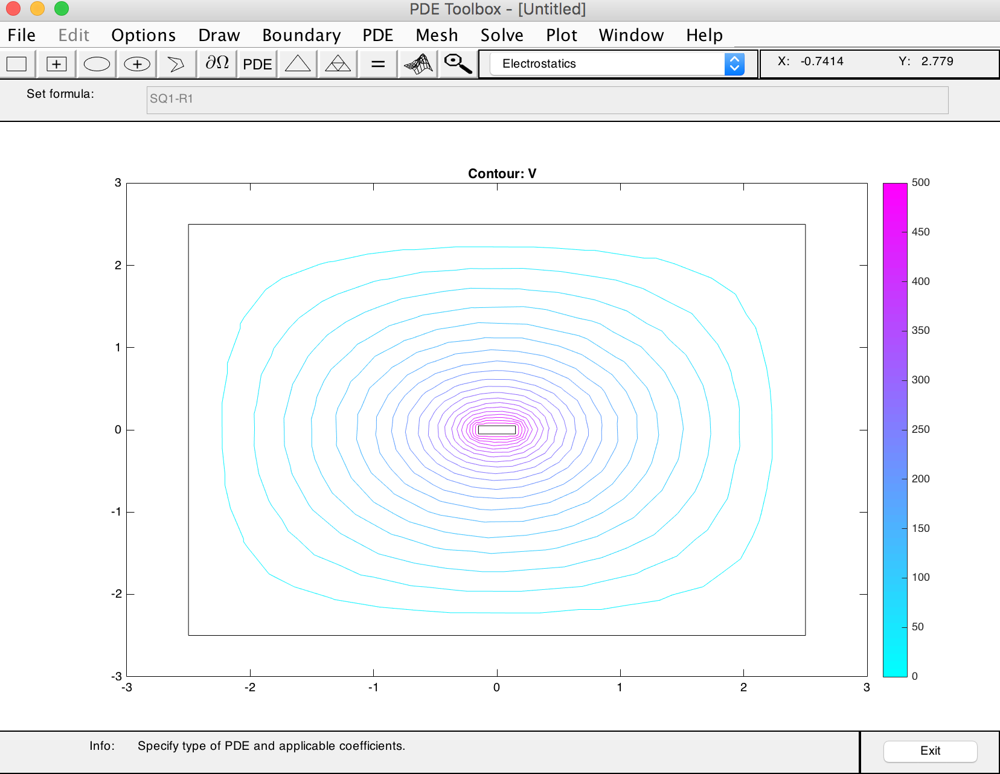 PDE Toolbox - [Untitled]
File Edit Options Draw Boundary PDE Mesh Solve Plot Window Help
∂Ω PDE = Electrostatics X: -0.7414 Y: 2.779
Set formula: SQ1-R1
Contour: V
3
2
1
0
-1
-2
-3
-3 -2 -1 0 1 2 3
500
450
400
350
300
250
200
150
100
50
0
Info: Specify type of PDE and applicable coefficients.
Exit